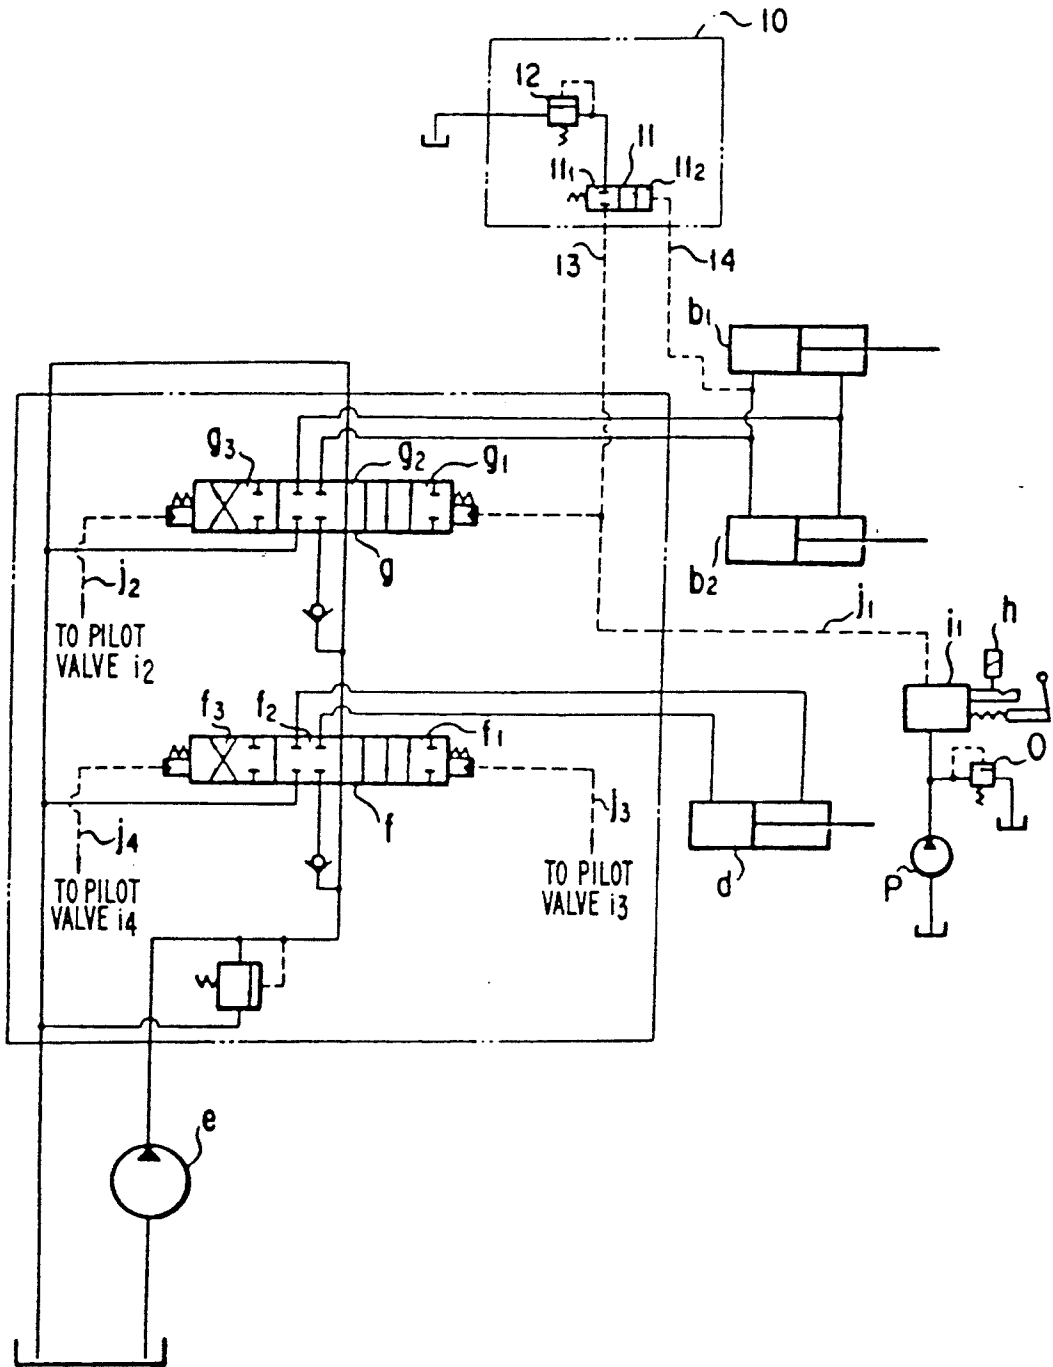 10
12
11
11₁
11₂
13
14
b₁
g₃
g₂
g₁
g
b₂
j₂
j₁
i₁
h
TO PILOT
VALVE i₂
f₃
f₂
f₁
f
O
j₄
j₃
d
P
TO PILOT
VALVE i₄
TO PILOT
VALVE i₃
e